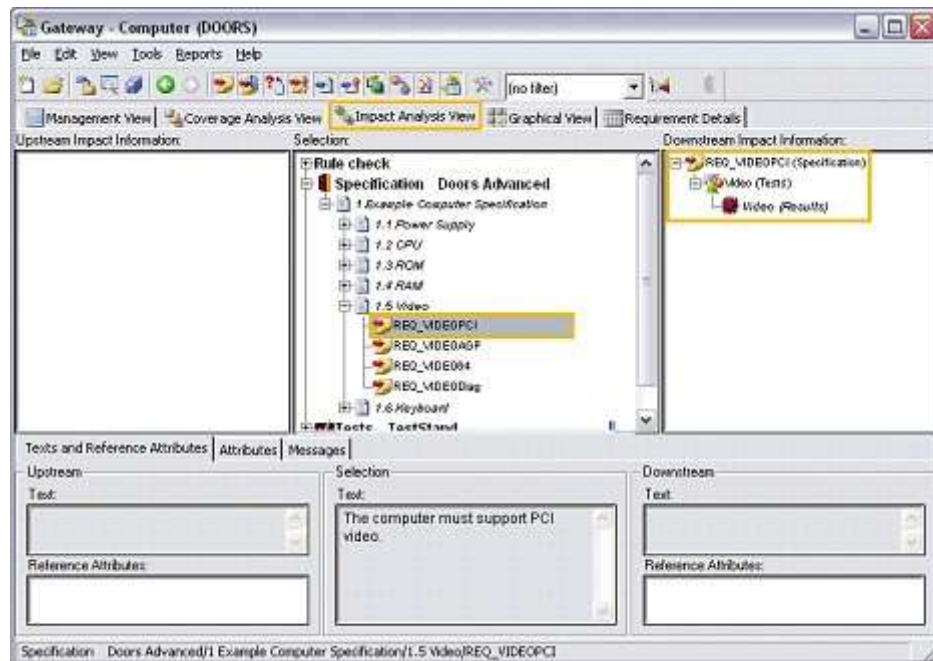 Gateway - Computer (DOORS)
File Edit View Tools Reports Help
(no filter)
Management View Coverage Analysis View Impact Analysis View Graphical View Requirement Details
Upstream Impact Information: Selection: Downstream Impact Information:
Rule check
Specification Doors Advanced
1 Example Computer Specification
1.1 Power Supply
1.2 CPU
1.3 ROM
1.4 RAM
1.5 Video
REQ_VIDEOPCI
REQ_VIDEOAGP
REQ_VIDEO64
REQ_VIDEODiag
1.6 Keyboard
Tests TestStand
REQ_VIDEOPCI (Specification)
Video (Tests)
Video (Results)
Texts and Reference Attributes Attributes Messages
Upstream
Text:
Reference Attributes:
Selection
Text:
The computer must support PCI
video.
Downstream
Text:
Reference Attributes:
Specification Doors Advanced/1 Example Computer Specification/1.5 Video/REQ_VIDEOPCI